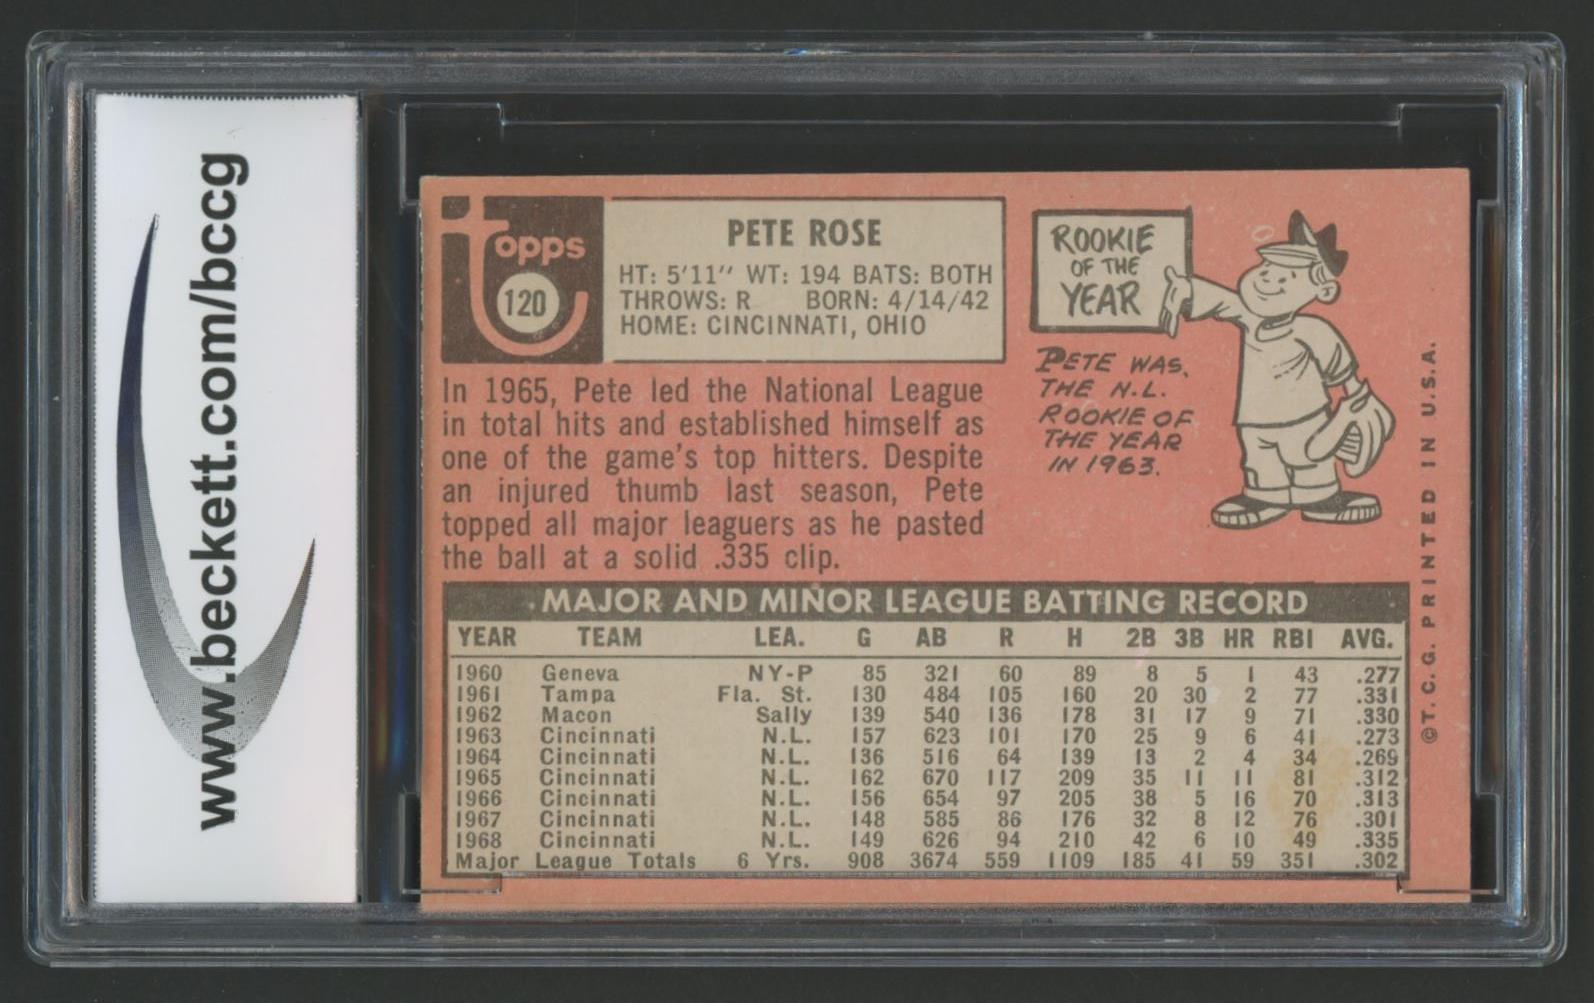 www.beckett.com/bccg
topps
120
PETE ROSE
HT: 5'11" WT: 194 BATS: BOTH
THROWS: R BORN: 4/14/42
HOME: CINCINNATI, OHIO
In 1965, Pete led the National League
in total hits and established himself as
one of the game's top hitters. Despite
an injured thumb last season, Pete
topped all major leaguers as he pasted
the ball at a solid .335 clip.
ROOKIE
OF THE
YEAR
PETE WAS
THE N.L.
ROOKIE OF
THE YEAR
IN 1963.
MAJOR AND MINOR LEAGUE BATTING RECORD
YEAR TEAM LEA. G AB R H 2B 3B HR RBI AVG.
1960 Geneva NY-P 85 321 60 89 8 5 1 43 .277
1961 Tampa Fla. St. 130 484 105 160 20 30 2 77 .331
1962 Macon Sally 139 540 136 178 31 17 9 71 .330
1963 Cincinnati N.L. 157 623 101 170 25 9 6 41 .273
1964 Cincinnati N.L. 136 516 64 139 13 2 4 34 .269
1965 Cincinnati N.L. 162 670 117 209 35 11 11 81 .312
1966 Cincinnati N.L. 156 654 97 205 38 5 16 70 .313
1967 Cincinnati N.L. 148 585 86 176 32 8 12 76 .301
1968 Cincinnati N.L. 149 626 94 210 42 6 10 49 .335
Major League Totals 6 Yrs. 908 3674 559 1109 185 41 59 351 .302
©T. C. G. PRINTED IN U.S.A.